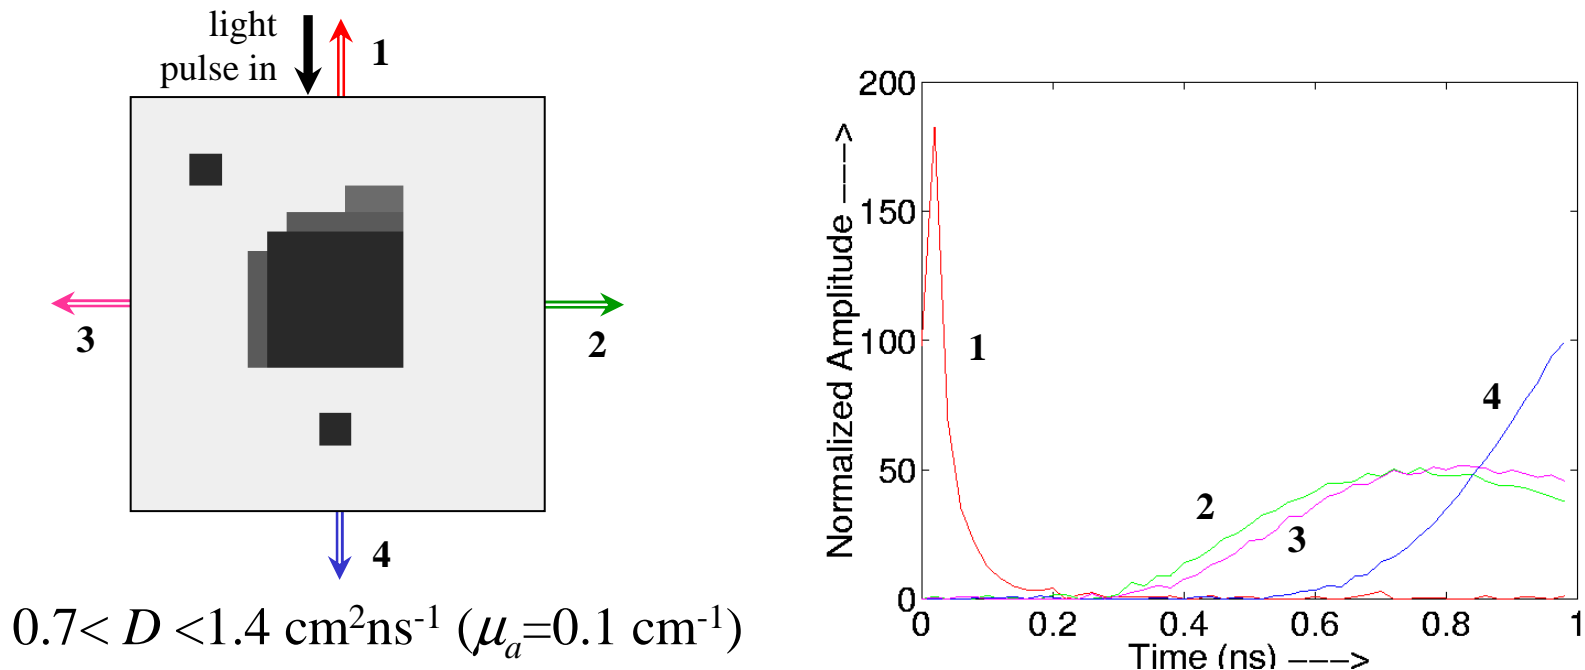 light
pulse in
1
3
2
4
0.7< D <1.4 cm²ns⁻¹ (μₐ=0.1 cm⁻¹)
Normalized Amplitude ---->
200
150
100
50
0
1
2
3
4
0 0.2 0.4 0.6 0.8 1
Time (ns) ---->